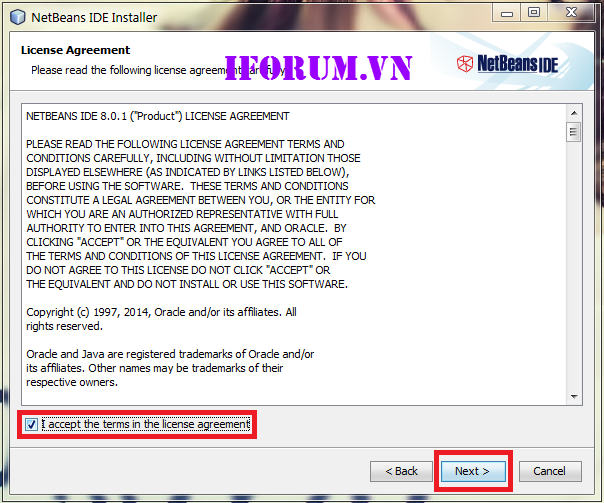 NetBeans IDE Installer
License Agreement
Please read the following license agreement carefully.
IFORUM.VN
NetBeans IDE
NETBEANS IDE 8.0.1 ("Product") LICENSE AGREEMENT
PLEASE READ THE FOLLOWING LICENSE AGREEMENT TERMS AND
CONDITIONS CAREFULLY, INCLUDING WITHOUT LIMITATION THOSE
DISPLAYED ELSEWHERE (AS INDICATED BY LINKS LISTED BELOW),
BEFORE USING THE SOFTWARE.  THESE TERMS AND CONDITIONS
CONSTITUTE A LEGAL AGREEMENT BETWEEN YOU, OR THE ENTITY FOR
WHICH YOU ARE AN AUTHORIZED REPRESENTATIVE WITH FULL
AUTHORITY TO ENTER INTO THIS AGREEMENT, AND ORACLE.  BY
CLICKING "ACCEPT" OR THE EQUIVALENT YOU AGREE TO ALL OF
THE TERMS AND CONDITIONS OF THIS LICENSE AGREEMENT.  IF YOU
DO NOT AGREE TO THIS LICENSE DO NOT CLICK "ACCEPT" OR
THE EQUIVALENT AND DO NOT INSTALL OR USE THIS SOFTWARE.
Copyright (c) 1997, 2014, Oracle and/or its affiliates. All
rights reserved.
Oracle and Java are registered trademarks of Oracle and/or
its affiliates. Other names may be trademarks of their
respective owners.
I accept the terms in the license agreement
< Back
Next >
Cancel